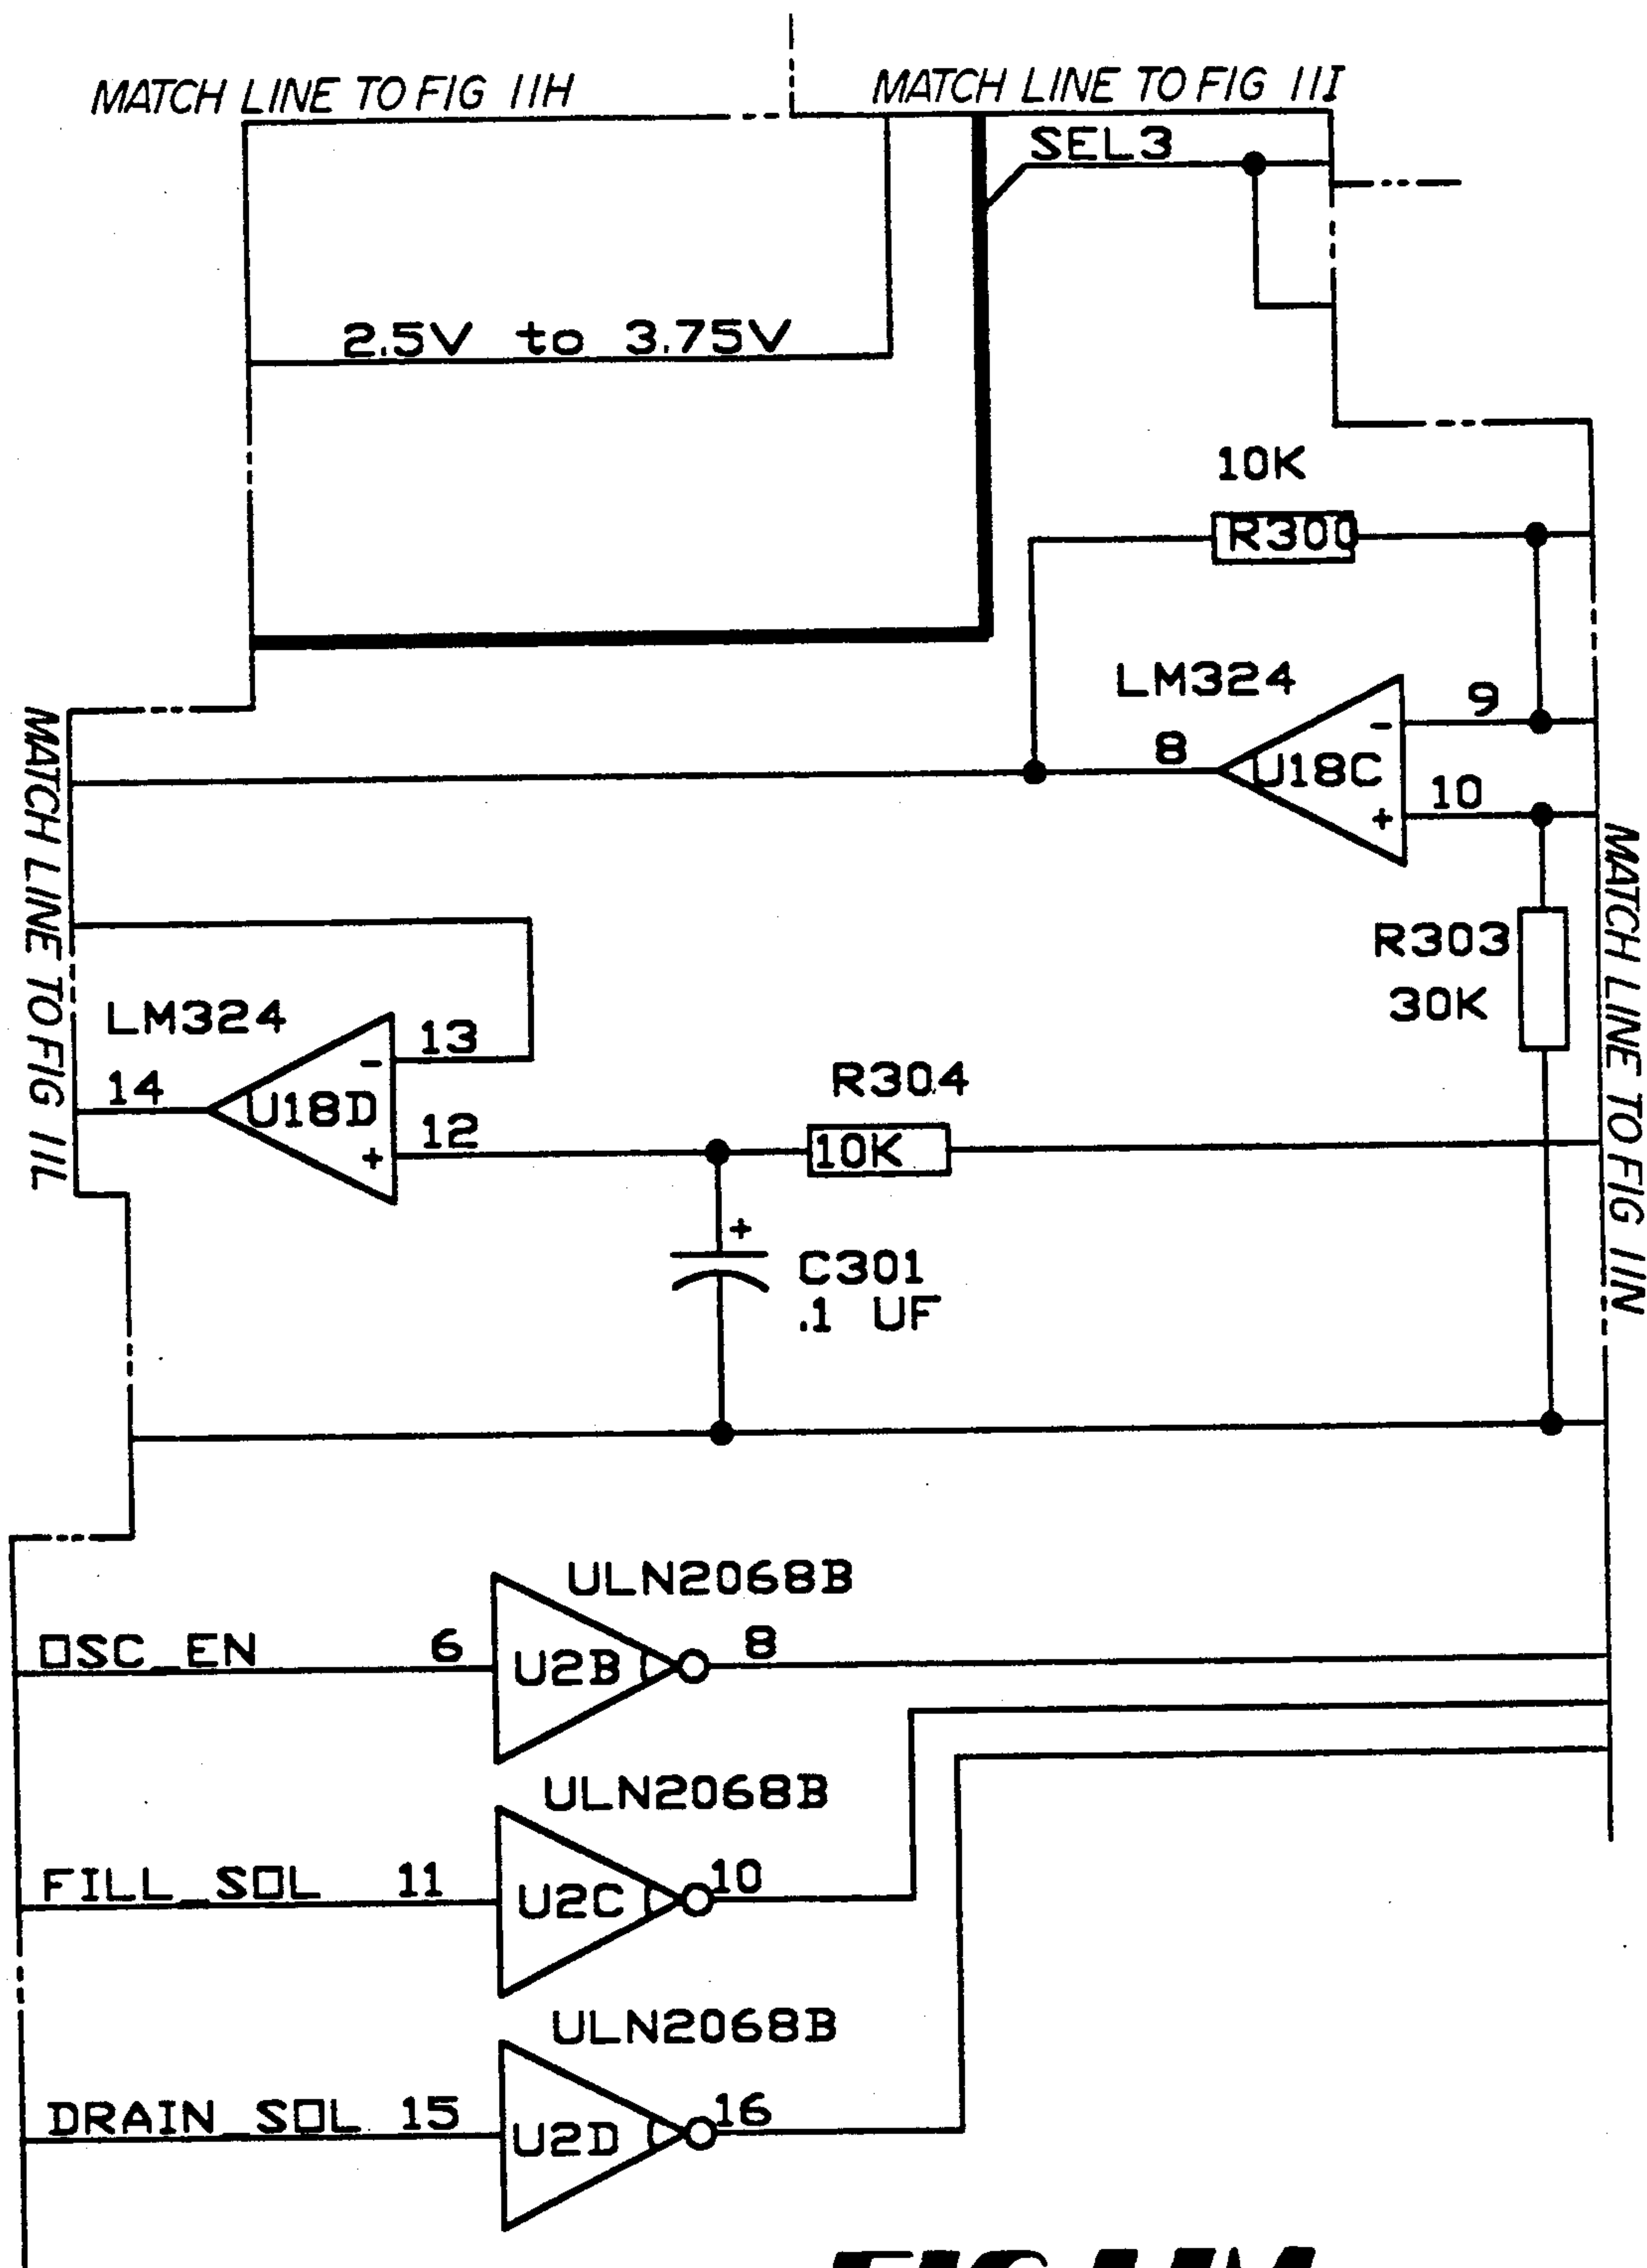 MATCH LINE TO FIG 11H
MATCH LINE TO FIG 11I
SEL3
2.5V to 3.75V
10K
R300
LM324
9
8
U18C
-
10
+
MATCH LINE TO FIG 11L
MATCH LINE TO FIG 11N
R303
30K
LM324
13
14
U18D
-
12
+
R304
10K
+
C301
.1 UF
ULN2068B
OSC_EN 6
U2B
8
ULN2068B
FILL_SOL 11
U2C
10
ULN2068B
DRAIN_SOL 15
U2D
16